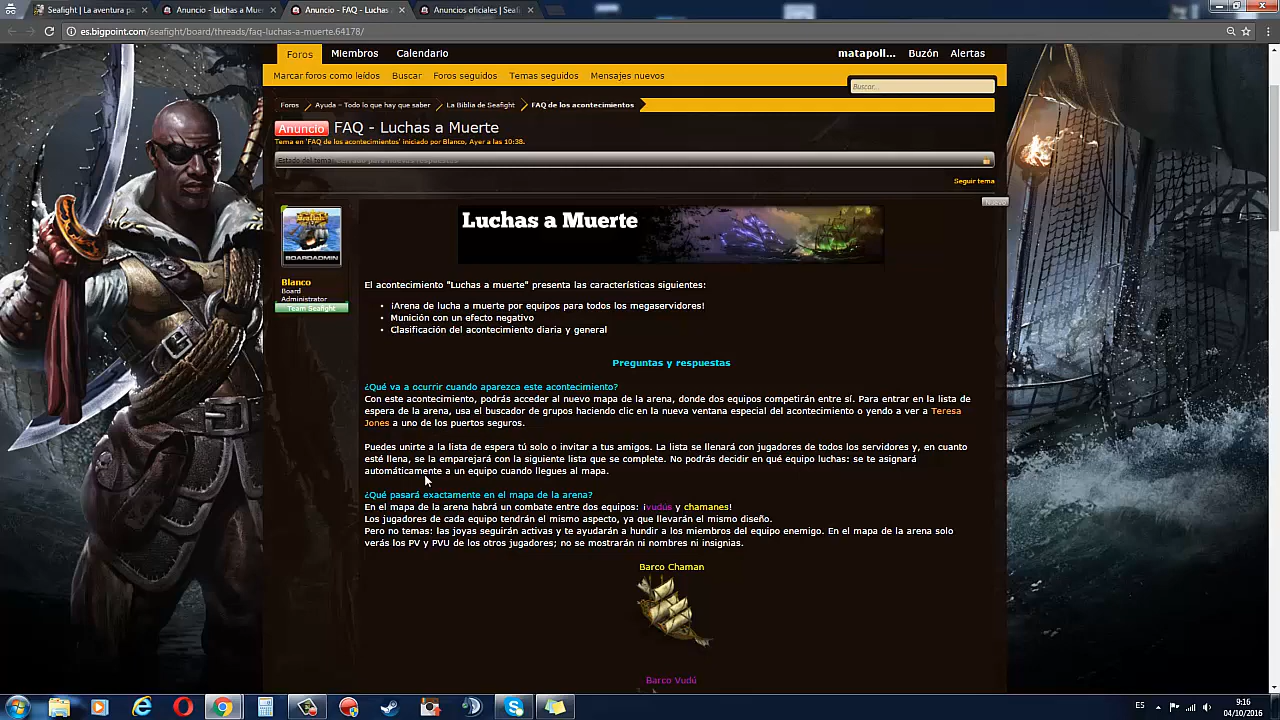 Seafight | La aventura pa
Anuncio - Luchas a Muer
Anuncio - FAQ - Luchas
Anuncios oficiales | Seaf
es.bigpoint.com/seafight/board/threads/faq-luchas-a-muerte.64178/
Foros
Miembros
Calendario
matapoll...
Buzón
Alertas
Marcar foros como leídos
Buscar
Foros seguidos
Temas seguidos
Mensajes nuevos
Buscar...
Foros
Ayuda – Todo lo que hay que saber
La Biblia de Seafight
FAQ de los acontecimientos
Anuncio
FAQ - Luchas a Muerte
Tema en 'FAQ de los acontecimientos' iniciado por Blanco, Ayer a las 10:38.
Estado del tema: Cerrado para nuevas respuestas
Seguir tema
Nuevo
BOARDADMIN
Blanco
Board
Administrator
Team Seafight
Luchas a Muerte
El acontecimiento "Luchas a muerte" presenta las características siguientes:
• ¡Arena de lucha a muerte por equipos para todos los megaservidores!
• Munición con un efecto negativo
• Clasificación del acontecimiento diaria y general
Preguntas y respuestas
¿Qué va a ocurrir cuando aparezca este acontecimiento?
Con este acontecimiento, podrás acceder al nuevo mapa de la arena, donde dos equipos competirán entre sí. Para entrar en la lista de
espera de la arena, usa el buscador de grupos haciendo clic en la nueva ventana especial del acontecimiento o yendo a ver a Teresa
Jones a uno de los puertos seguros.
Puedes unirte a la lista de espera tú solo o invitar a tus amigos. La lista se llenará con jugadores de todos los servidores y, en cuanto
esté llena, se la emparejará con la siguiente lista que se complete. No podrás decidir en qué equipo luchas: se te asignará
automáticamente a un equipo cuando llegues al mapa.
¿Qué pasará exactamente en el mapa de la arena?
En el mapa de la arena habrá un combate entre dos equipos: ¡vudús y chamanes!
Los jugadores de cada equipo tendrán el mismo aspecto, ya que llevarán el mismo diseño.
Pero no temas: las joyas seguirán activas y te ayudarán a hundir a los miembros del equipo enemigo. En el mapa de la arena solo
verás los PV y PVU de los otros jugadores; no se mostrarán ni nombres ni insignias.
Barco Chaman
Barco Vudú
ES
9:16
04/10/2016